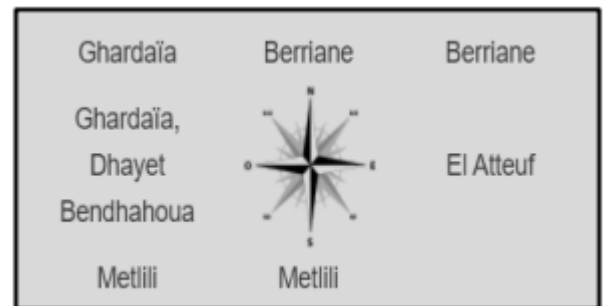 Ghardaïa Berriane Berriane
N
Ghardaïa,
Dhayet
Bendhahoua
O E
El Atteuf
S
Metlili Metlili